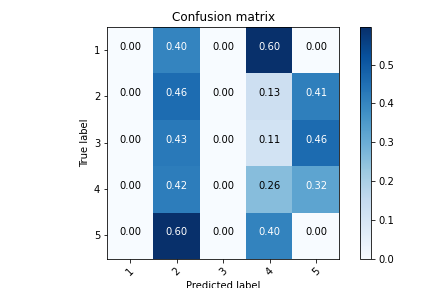 Confusion matrix
True label
1 0.00 0.40 0.00 0.60 0.00
2 0.00 0.46 0.00 0.13 0.41
3 0.00 0.43 0.00 0.11 0.46
4 0.00 0.42 0.00 0.26 0.32
5 0.00 0.60 0.00 0.40 0.00
1 2 3 4 5
Predicted label
0.5
0.4
0.3
0.2
0.1
0.0